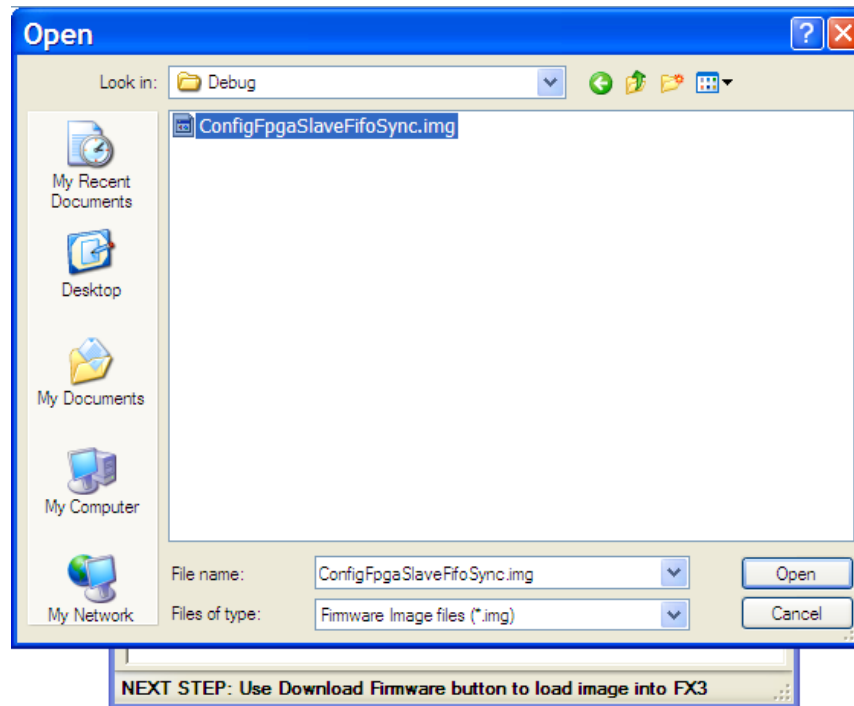 Open
Look in:
Debug
ConfigFpgaSlaveFifoSync.img
My Recent
Documents
Desktop
My Documents
My Computer
My Network
File name:
ConfigFpgaSlaveFifoSync.img
Open
Files of type:
Firmware Image files (*.img)
Cancel
NEXT STEP: Use Download Firmware button to load image into FX3